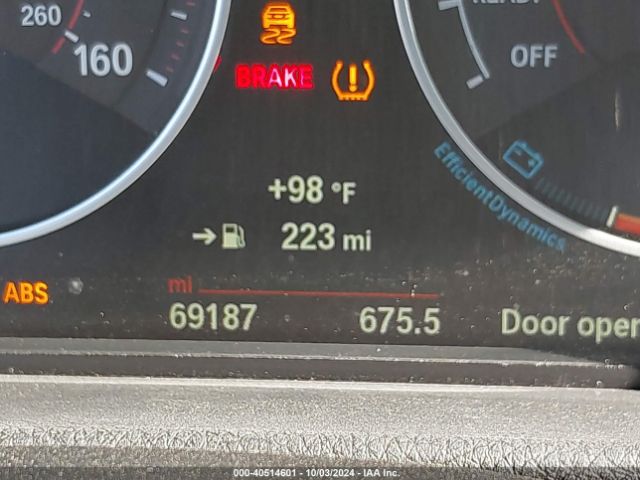 260
160
READY
OFF
BRAKE
+98 °F
EfficientDynamics
→ 223 mi
ABS
mi
69187
675.5
Door open
000-40514601 - 10/03/2024 - IAA Inc.